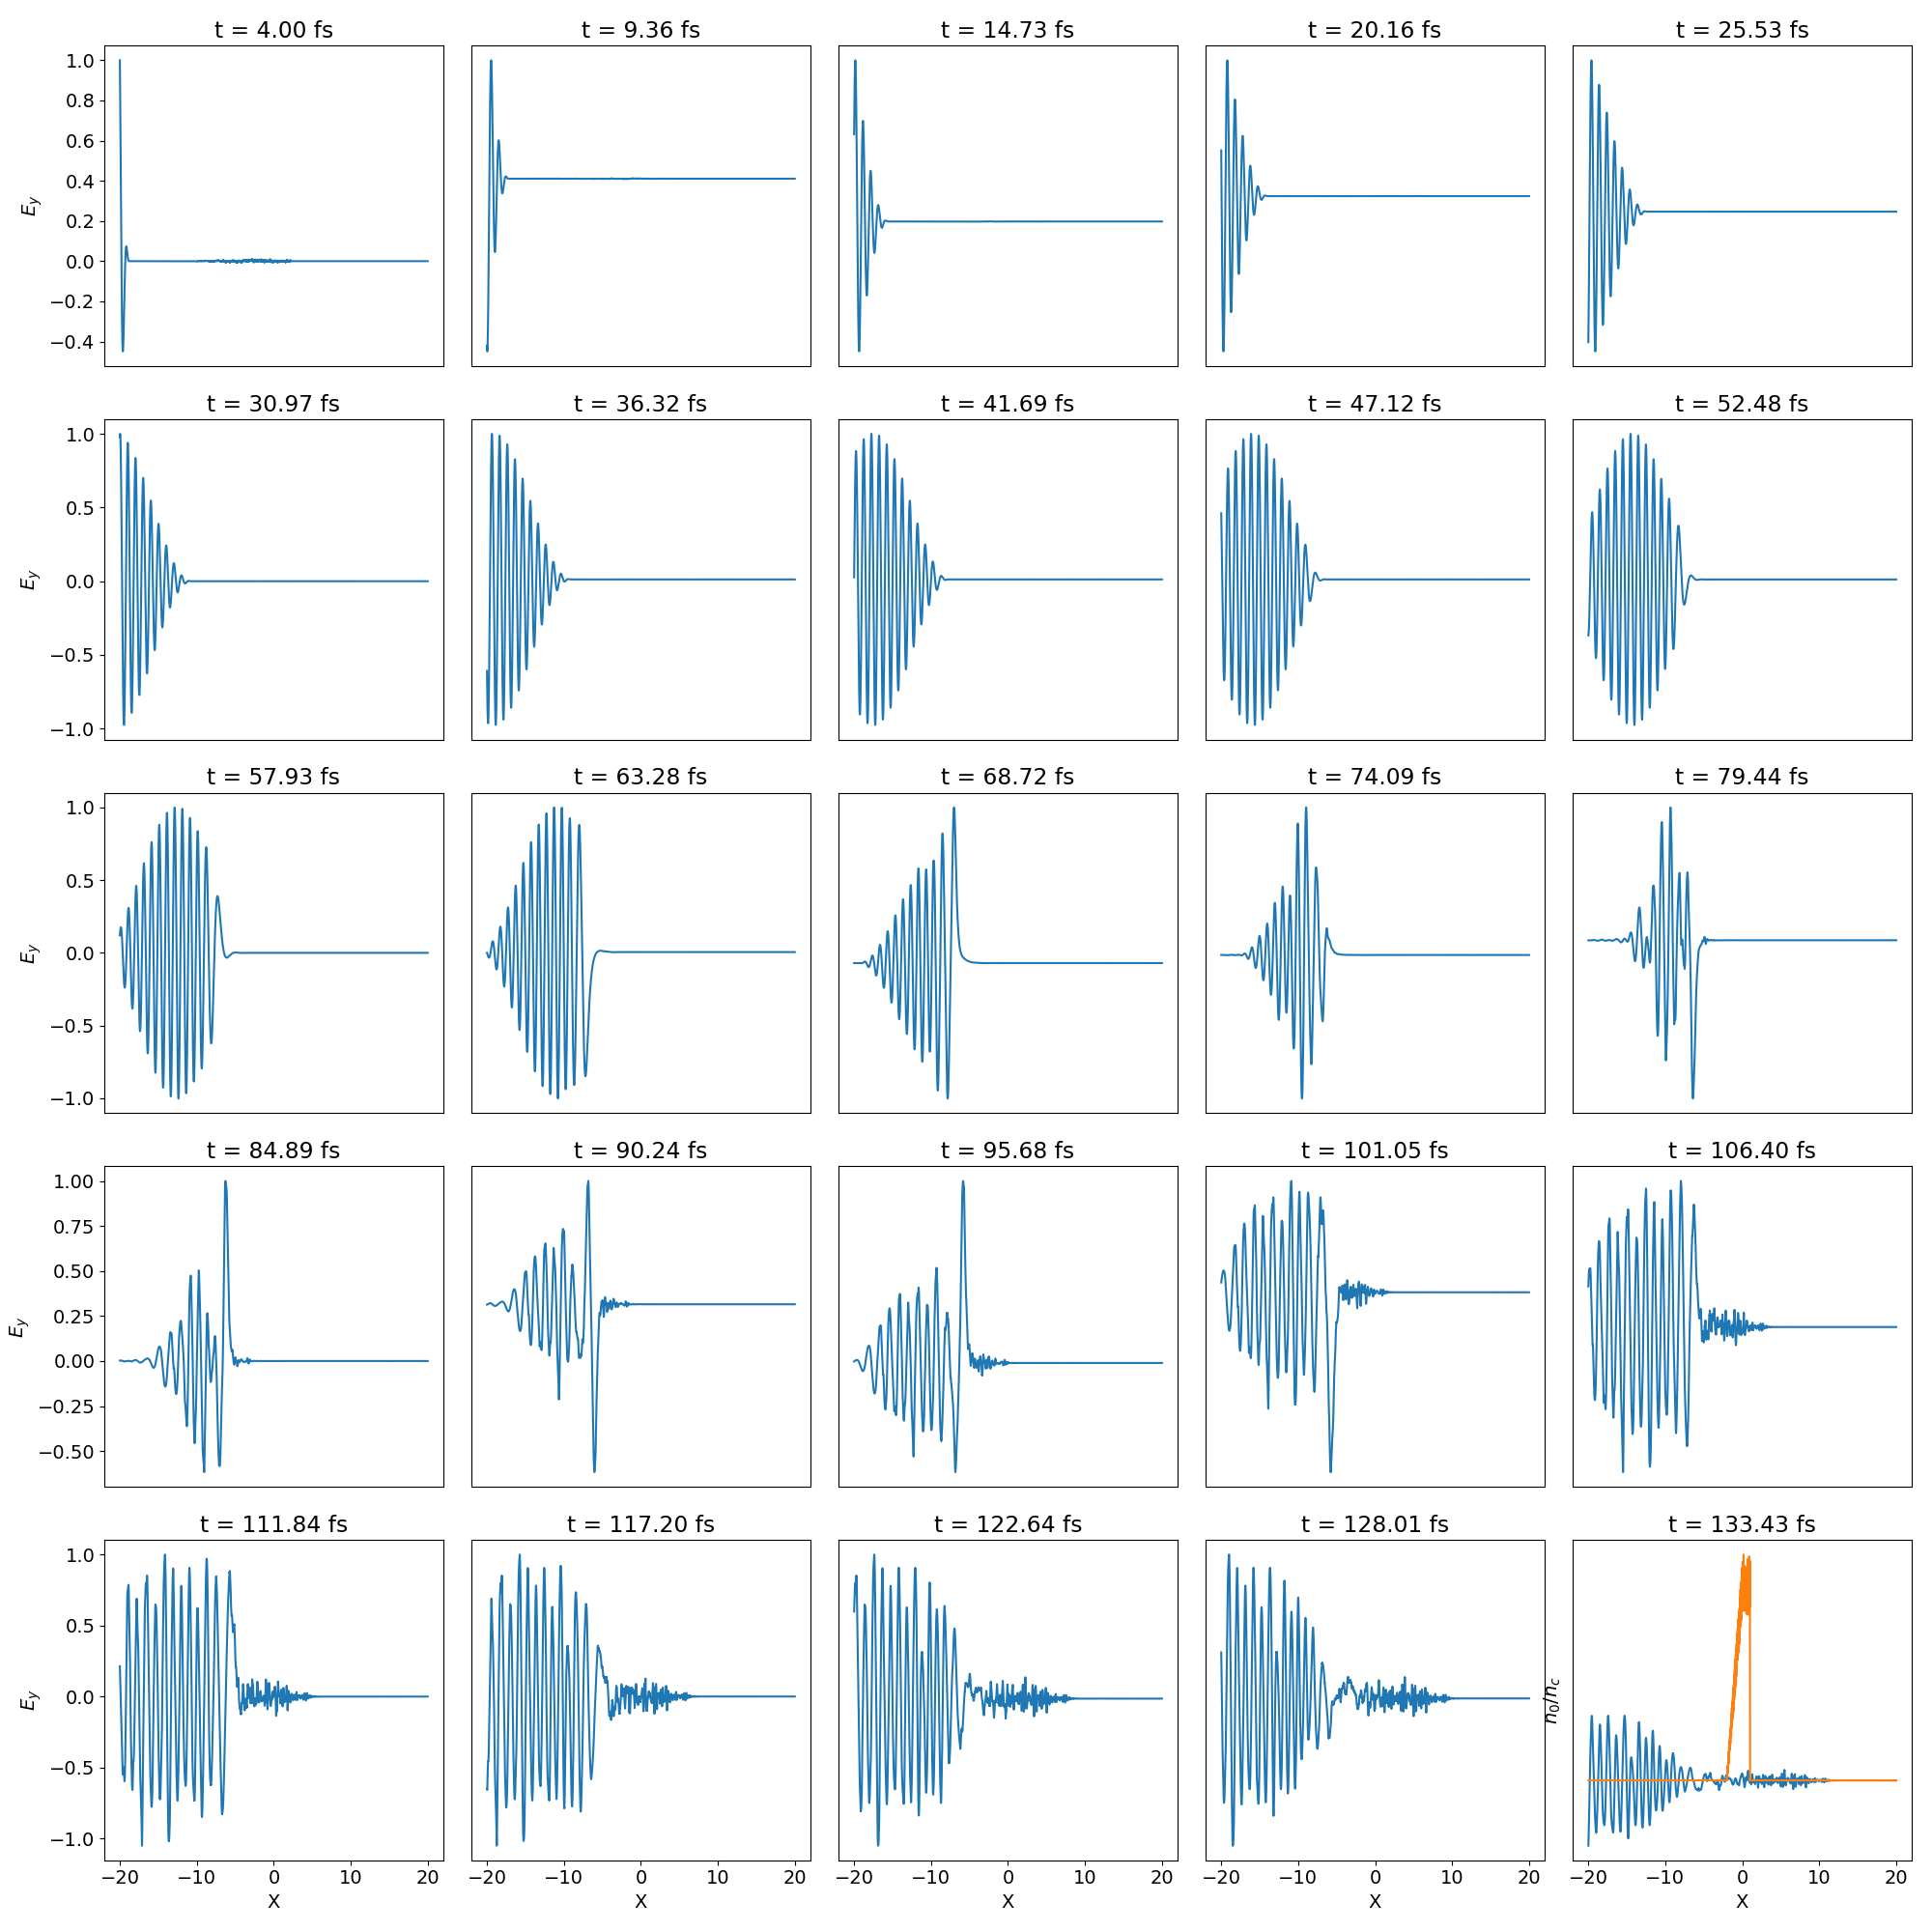 t = 4.00 fs
t = 9.36 fs
t = 14.73 fs
t = 20.16 fs
t = 25.53 fs
1.0
0.8
0.6
0.4
0.2
0.0
−0.2
−0.4
E_y
t = 30.97 fs
t = 36.32 fs
t = 41.69 fs
t = 47.12 fs
t = 52.48 fs
1.0
0.5
0.0
−0.5
−1.0
E_y
t = 57.93 fs
t = 63.28 fs
t = 68.72 fs
t = 74.09 fs
t = 79.44 fs
1.0
0.5
0.0
−0.5
−1.0
E_y
t = 84.89 fs
t = 90.24 fs
t = 95.68 fs
t = 101.05 fs
t = 106.40 fs
1.00
0.75
0.50
0.25
0.00
−0.25
−0.50
E_y
t = 111.84 fs
t = 117.20 fs
t = 122.64 fs
t = 128.01 fs
t = 133.43 fs
1.0
0.5
0.0
−0.5
−1.0
E_y
n_0/n_c
−20 −10 0 10 20
−20 −10 0 10 20
−20 −10 0 10 20
−20 −10 0 10 20
−20 −10 0 10 20
X
X
X
X
X